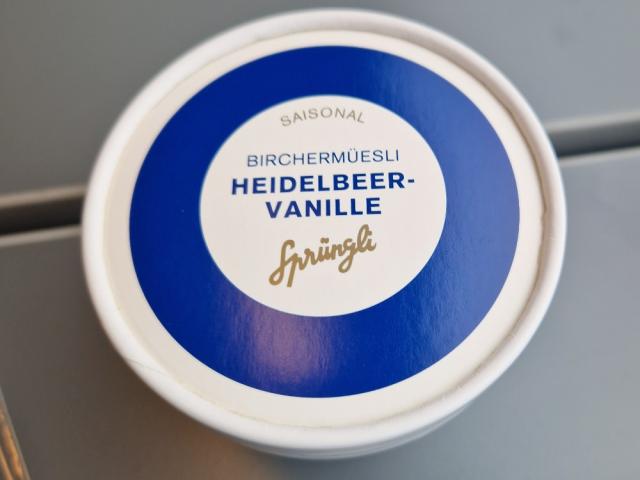 SAISONAL
BIRCHERMÜESLI
HEIDELBEER-
VANILLE
Sprüngli